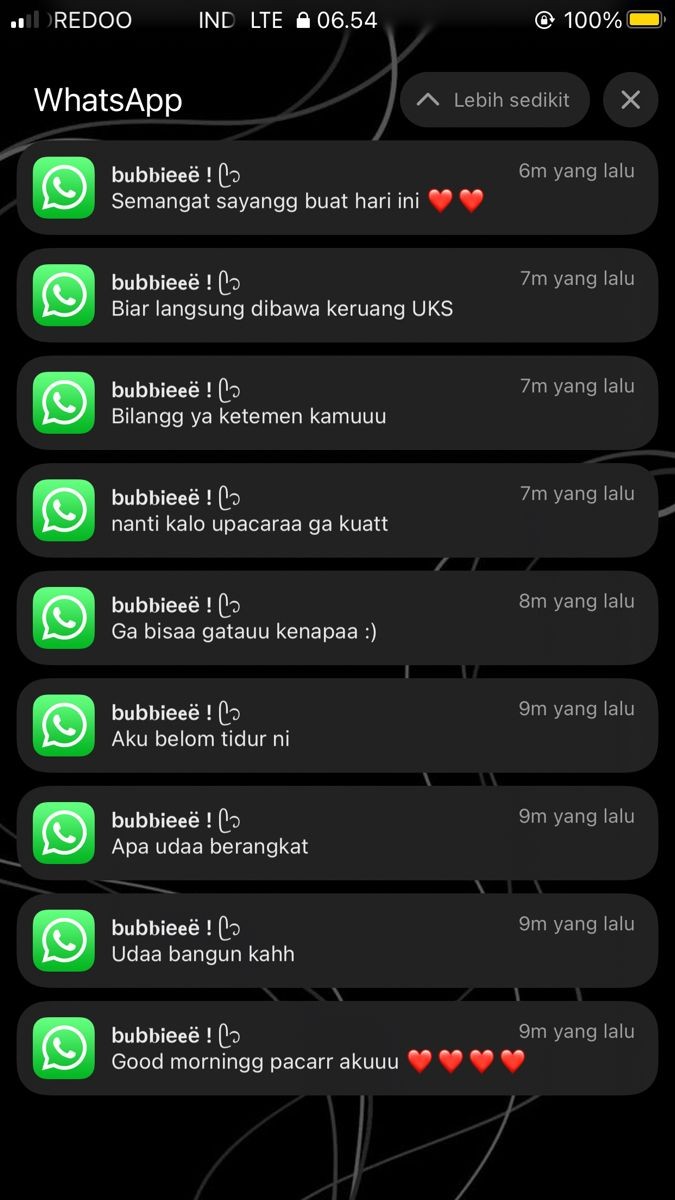 OREDOO IND LTE 06.54 100%
WhatsApp
Lebih sedikit
bubbieeë ! 6m yang lalu
Semangat sayangg buat hari ini ❤️❤️
bubbieeë ! 7m yang lalu
Biar langsung dibawa keruang UKS
bubbieeë ! 7m yang lalu
Bilangg ya ketemen kamuuu
bubbieeë ! 7m yang lalu
nanti kalo upacaraa ga kuatt
bubbieeë ! 8m yang lalu
Ga bisaa gatauu kenapaa :)
bubbieeë ! 9m yang lalu
Aku belom tidur ni
bubbieeë ! 9m yang lalu
Apa udaa berangkat
bubbieeë ! 9m yang lalu
Udaa bangun kahh
bubbieeë ! 9m yang lalu
Good morningg pacarr akuuu ❤️❤️❤️❤️